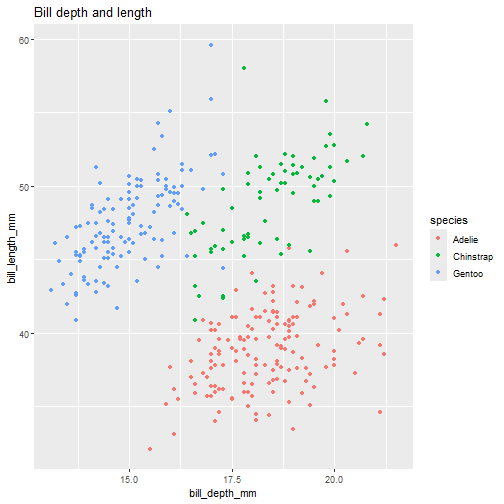 Bill depth and length
60
50
40
bill_length_mm
15.0 17.5 20.0
bill_depth_mm
species
Adelie
Chinstrap
Gentoo